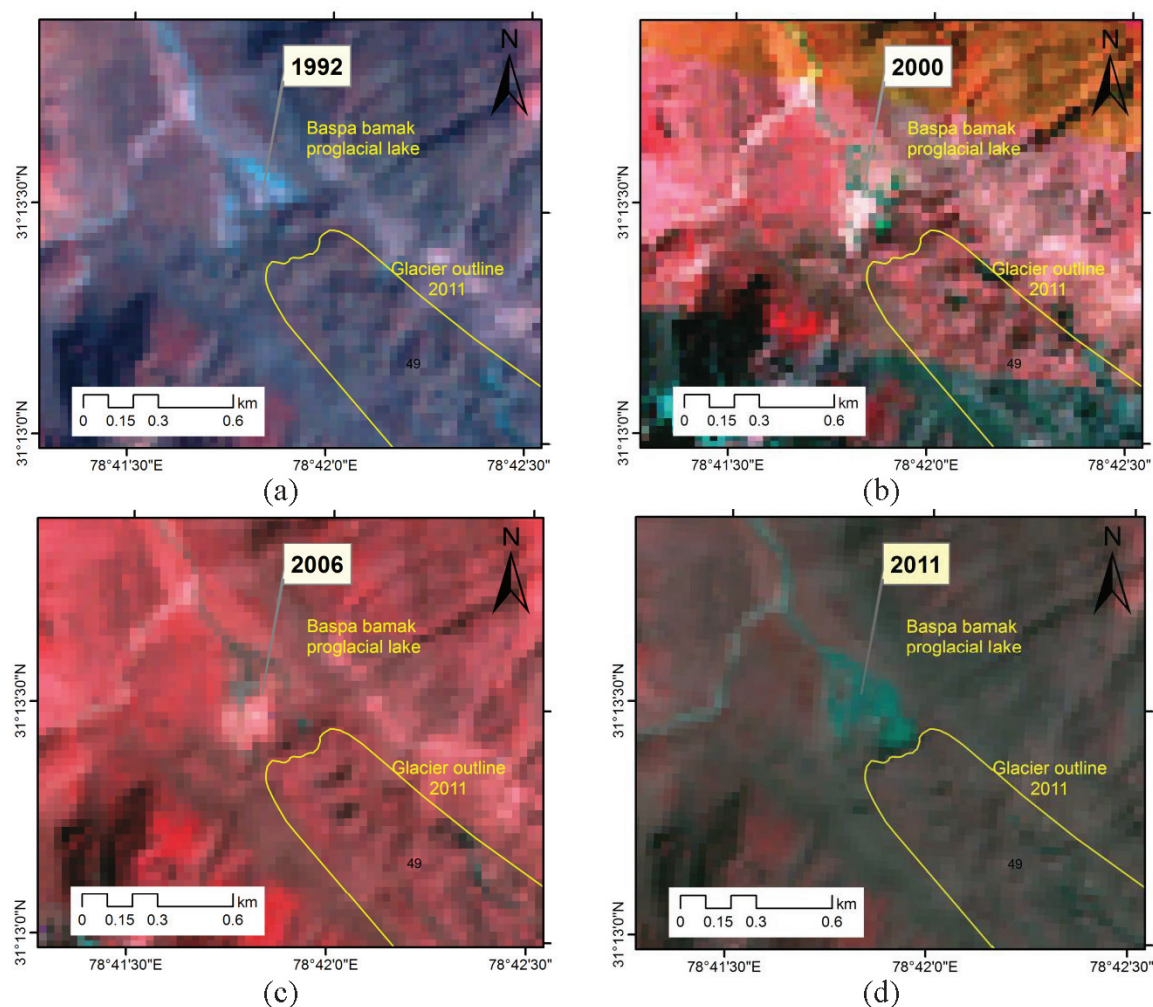 1992
N
Baspa bamak
proglacial lake
31°13'30"N
Glacier outline
2011
49
km
0 0.15 0.3 0.6
31°13'0"N
78°41'30"E 78°42'0"E 78°42'30"
(a)
2000
N
Baspa bamak
proglacial lake
31°13'30"N
Glacier outline
2011
49
km
0 0.15 0.3 0.6
31°13'0"N
78°41'30"E 78°42'0"E 78°42'30"
(b)
2006
N
Baspa bamak
proglacial lake
31°13'30"N
Glacier outline
2011
49
km
0 0.15 0.3 0.6
31°13'0"N
78°41'30"E 78°42'0"E 78°42'30"
(c)
2011
N
Baspa bamak
proglacial lake
31°13'30"N
Glacier outline
2011
49
km
0 0.15 0.3 0.6
31°13'0"N
78°41'30"E 78°42'0"E 78°42'30"
(d)